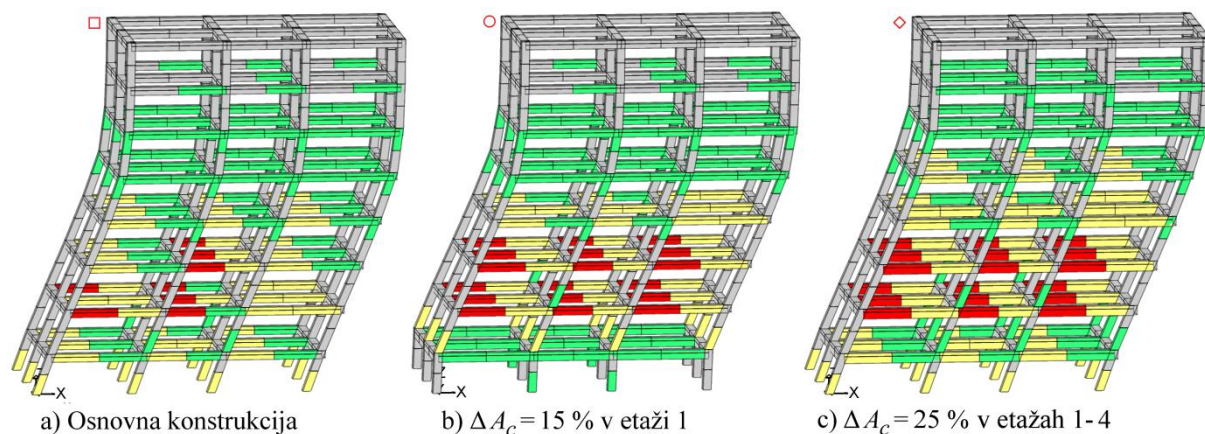 X
X
X
a) Osnovna konstrukcija
b) Δ A_C = 15 % v etaži 1
c) Δ A_C = 25 % v etažah 1-4